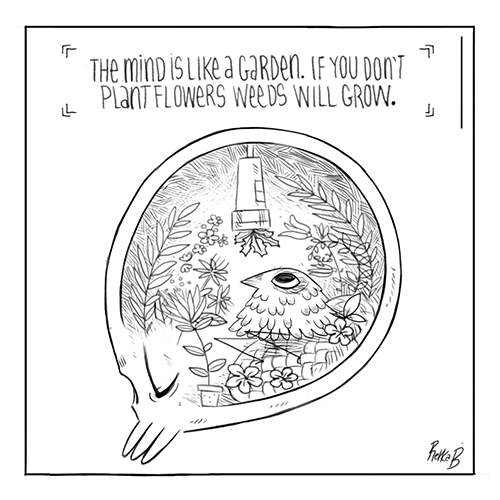 THE MIND IS LIKE A GARDEN. IF YOU DON'T
PLANT FLOWERS WEEDS WILL GROW.